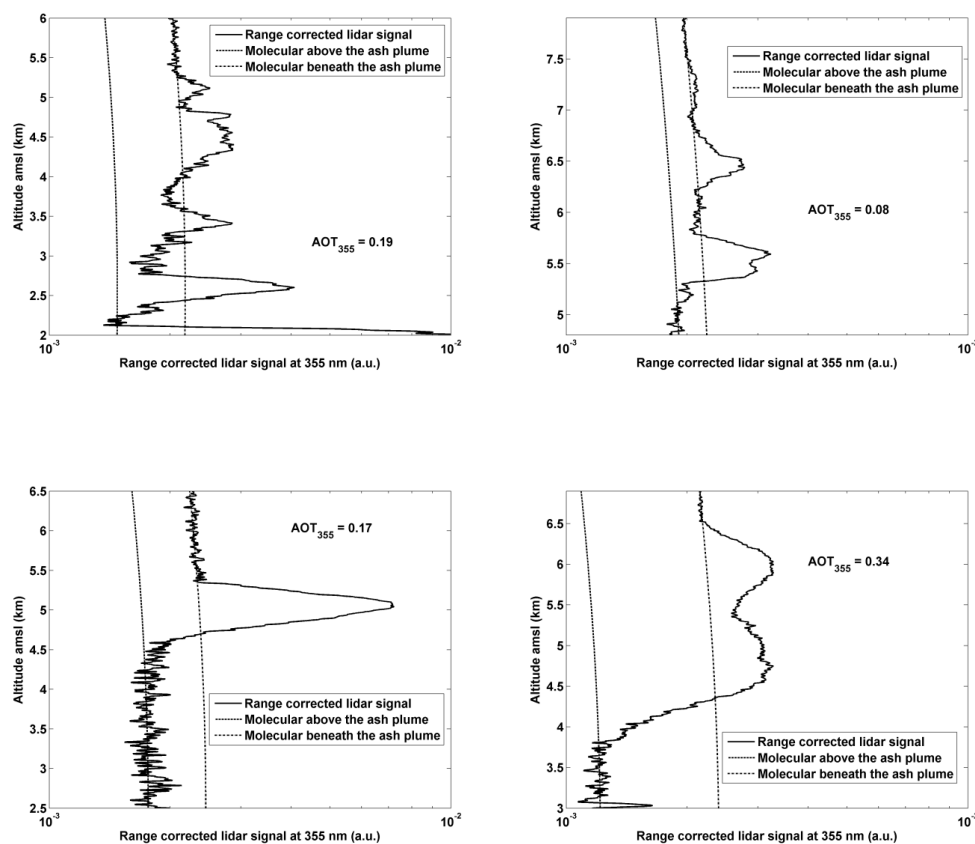 6
5.5
5
4.5
4
3.5
3
2.5
2
Altitude amsl (km)
Range corrected lidar signal
Molecular above the ash plume
Molecular beneath the ash plume
AOT355 = 0.19
10-3
10-2
Range corrected lidar signal at 355 nm (a.u.)
7.5
7
6.5
6
5.5
5
Altitude amsl (km)
Range corrected lidar signal
Molecular above the ash plume
Molecular beneath the ash plume
AOT355 = 0.08
10-3
10
Range corrected lidar signal at 355 nm (a.u.)
6.5
6
5.5
5
4.5
4
3.5
3
2.5
Altitude amsl (km)
AOT355 = 0.17
Range corrected lidar signal
Molecular above the ash plume
Molecular beneath the ash plume
10-3
10-2
Range corrected lidar signal at 355 nm (a.u.)
6.5
6
5.5
5
4.5
4
3.5
3
Altitude amsl (km)
AOT355 = 0.34
Range corrected lidar signal
Molecular above the ash plume
Molecular beneath the ash plume
10-3
10
Range corrected lidar signal at 355 nm (a.u.)